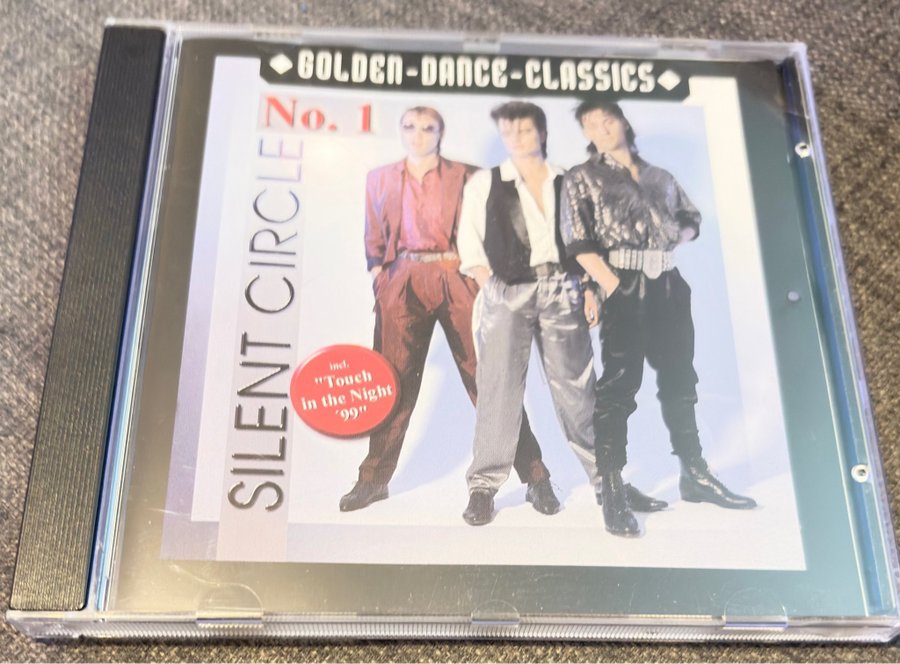 GOLDEN-DANCE-CLASSICS
No. 1
SILENT CIRCLE
incl.
"Touch
in the Night
'99"